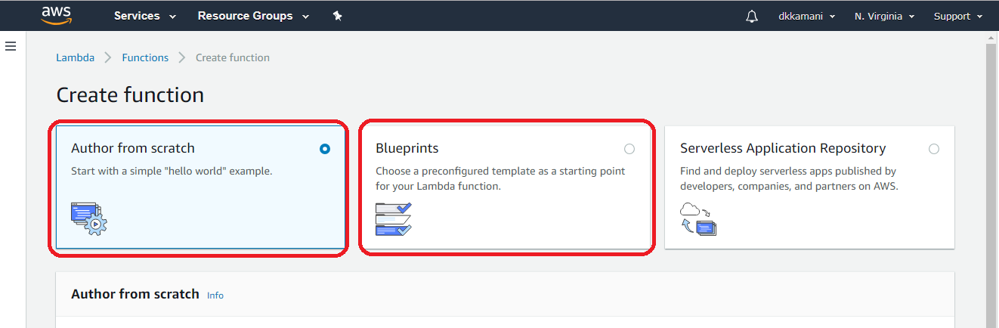 aws Services Resource Groups dkkamani N. Virginia Support
Lambda Functions Create function
Create function
Author from scratch
Start with a simple "hello world" example.
Blueprints
Choose a preconfigured template as a starting point
for your Lambda function.
Serverless Application Repository
Find and deploy serverless apps published by
developers, companies, and partners on AWS.
Author from scratch Info